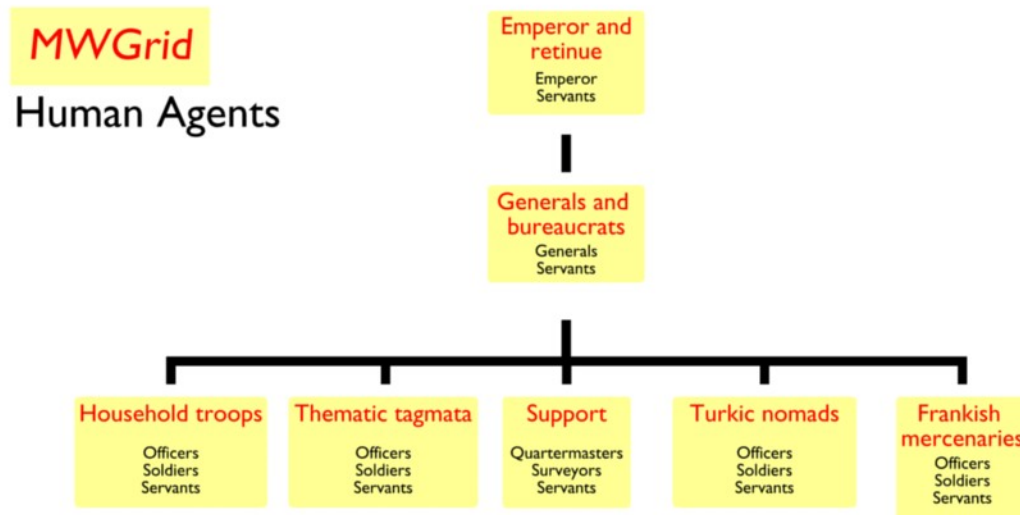 MWGrid
Human Agents
Emperor and
retinue
Emperor
Servants
Generals and
bureaucrats
Generals
Servants
Household troops
Officers
Soldiers
Servants
Thematic tagmata
Officers
Soldiers
Servants
Support
Quartermasters
Surveyors
Servants
Turkic nomads
Officers
Soldiers
Servants
Frankish
mercenaries
Officers
Soldiers
Servants